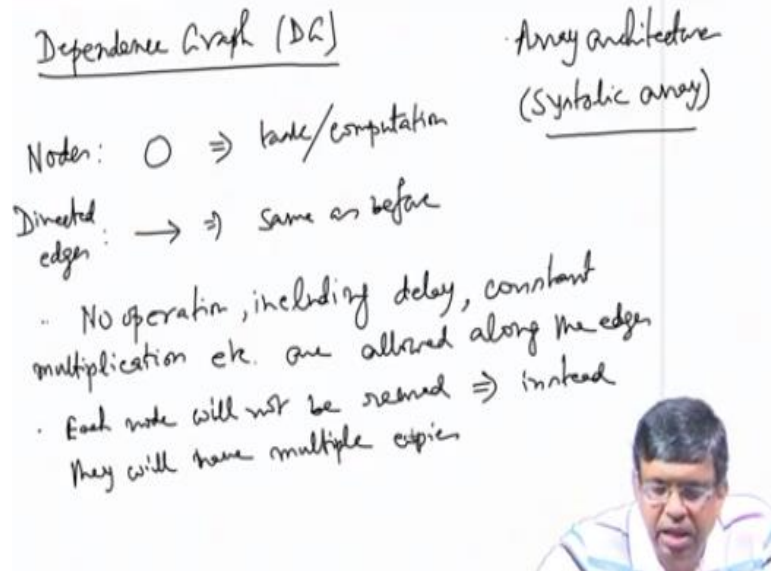 Dependence Graph (DG)
Array architecture
(Systolic array)
Nodes: ⇒ task/computation
Directed
edges: → ⇒ same as before
No operation, including delay, constant
multiplication etc. are allowed along the edges
Each node will not be reused ⇒ instead
they will have multiple copies